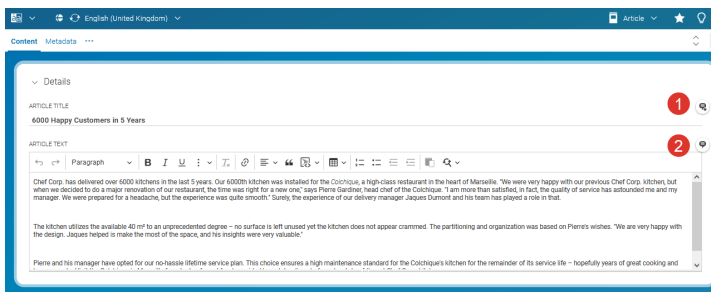 English (United Kingdom) Article
Content Metadata
Details
ARTICLE TITLE
1
6000 Happy Customers in 5 Years
ARTICLE TEXT
2
Paragraph B I U
Chef Corp. has delivered over 6000 kitchens in the last 5 years. Our 6000th kitchen was installed for the Colchique, a high-class restaurant in the heart of Marseille. "We were very happy with our previous Chef Corp. kitchen, but
when we decided to do a major renovation of our restaurant, the time was right for a new one," says Pierre Gardiner, head chef of the Colchique. "I am more than satisfied, in fact, the quality of service has astounded me and my
manager. We were prepared for a headache, but the experience was quite smooth." Surely, the experience of our delivery manager Jaques Dumont and his team has played a role in that.
The kitchen utilizes the available 40 m² to an unprecedented degree – no surface is left unused yet the kitchen does not appear crammed. The partitioning and organization was based on Pierre's wishes. "We are very happy with
the design. Jaques helped is make the most of the space, and his insights were very valuable."
Pierre and his manager have opted for our no-hassle lifetime service plan. This choice ensures a high maintenance standard for the Colchique's kitchen for the remainder of its service life – hopefully years of great cooking and